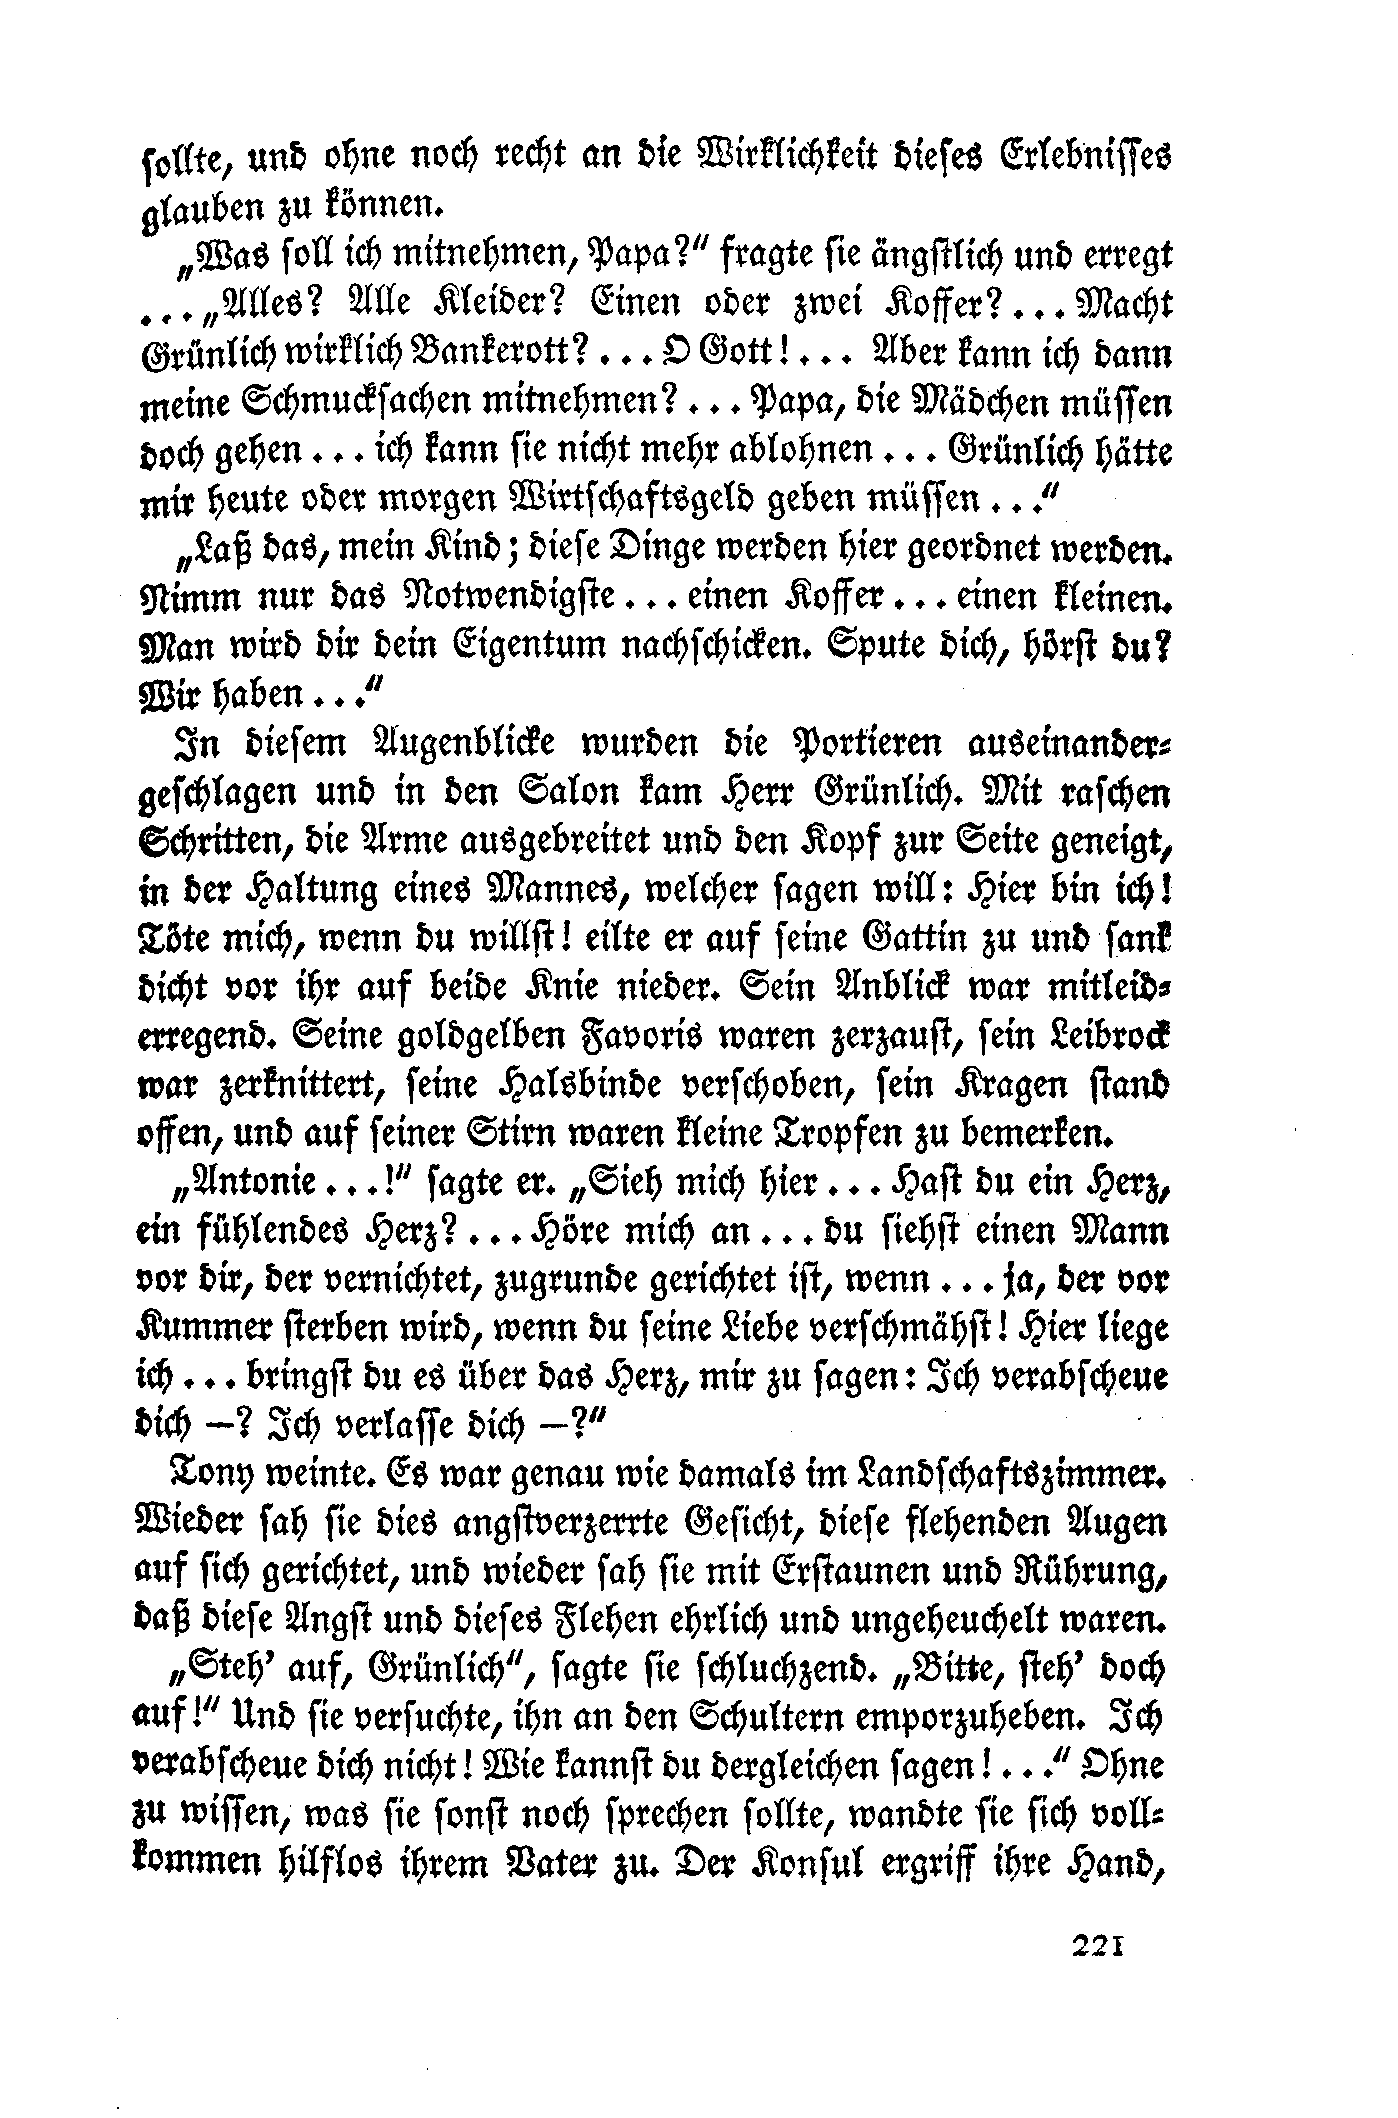 sollte, und ohne noch recht an die Wirklichkeit dieses Erlebnisses
glauben zu können.
„Was soll ich mitnehmen, Papa?“ fragte sie ängstlich und erregt
...„Alles? Alle Kleider? Einen oder zwei Koffer?... Macht
Grünlich wirklich Bankerott?... O Gott!... Aber kann ich dann
meine Schmucksachen mitnehmen?... Papa, die Mädchen müssen
doch gehen... ich kann sie nicht mehr ablohnen... Grünlich hätte
mir heute oder morgen Wirtschaftsgeld geben müssen...“
„Laß das, mein Kind; diese Dinge werden hier geordnet werden.
Nimm nur das Notwendigste... einen Koffer... einen kleinen.
Man wird dir dein Eigentum nachschicken. Spute dich, hörst du?
Wir haben...“
In diesem Augenblicke wurden die Portieren auseinander-
geschlagen und in den Salon kam Herr Grünlich. Mit raschen
Schritten, die Arme ausgebreitet und den Kopf zur Seite geneigt,
in der Haltung eines Mannes, welcher sagen will: Hier bin ich!
Töte mich, wenn du willst! eilte er auf seine Gattin zu und sank
dicht vor ihr auf beide Knie nieder. Sein Anblick war mitleid-
erregend. Seine goldgelben Favoris waren zerzaust, sein Leibrock
war zerknittert, seine Halsbinde verschoben, sein Kragen stand
offen, und auf seiner Stirn waren kleine Tropfen zu bemerken.
„Antonie...!“ sagte er. „Sieh mich hier... Hast du ein Herz,
ein fühlendes Herz?... Höre mich an... du siehst einen Mann
vor dir, der vernichtet, zugrunde gerichtet ist, wenn... ja, der vor
Kummer sterben wird, wenn du seine Liebe verschmähst! Hier liege
ich... bringst du es über das Herz, mir zu sagen: Ich verabscheue
dich —? Ich verlasse dich —?“
Tony weinte. Es war genau wie damals im Landschaftszimmer.
Wieder sah sie dies angstverzerrte Gesicht, diese flehenden Augen
auf sich gerichtet, und wieder sah sie mit Erstaunen und Rührung,
daß diese Angst und dieses Flehen ehrlich und ungeheuchelt waren.
„Steh’ auf, Grünlich“, sagte sie schluchzend. „Bitte, steh’ doch
auf!“ Und sie versuchte, ihn an den Schultern emporzuheben. Ich
verabscheue dich nicht! Wie kannst du dergleichen sagen!...“ Ohne
zu wissen, was sie sonst noch sprechen sollte, wandte sie sich voll-
kommen hilflos ihrem Vater zu. Der Konsul ergriff ihre Hand,
221